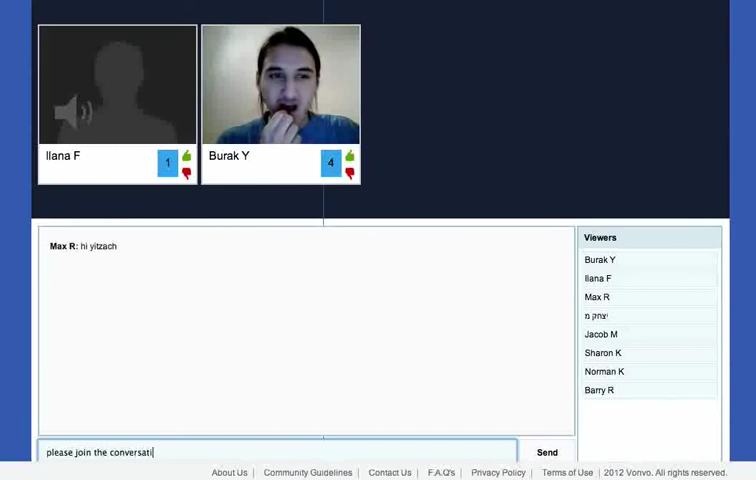 Ilana F
1
Burak Y
4
Max R: hi yitzach
Viewers
Burak Y
Ilana F
Max R
יצחק מ
Jacob M
Sharon K
Norman K
Barry R
please join the conversati
Send
About Us | Community Guidelines | Contact Us | F.A.Q's | Privacy Policy | Terms of Use | 2012 Vonvo. All rights reserved.